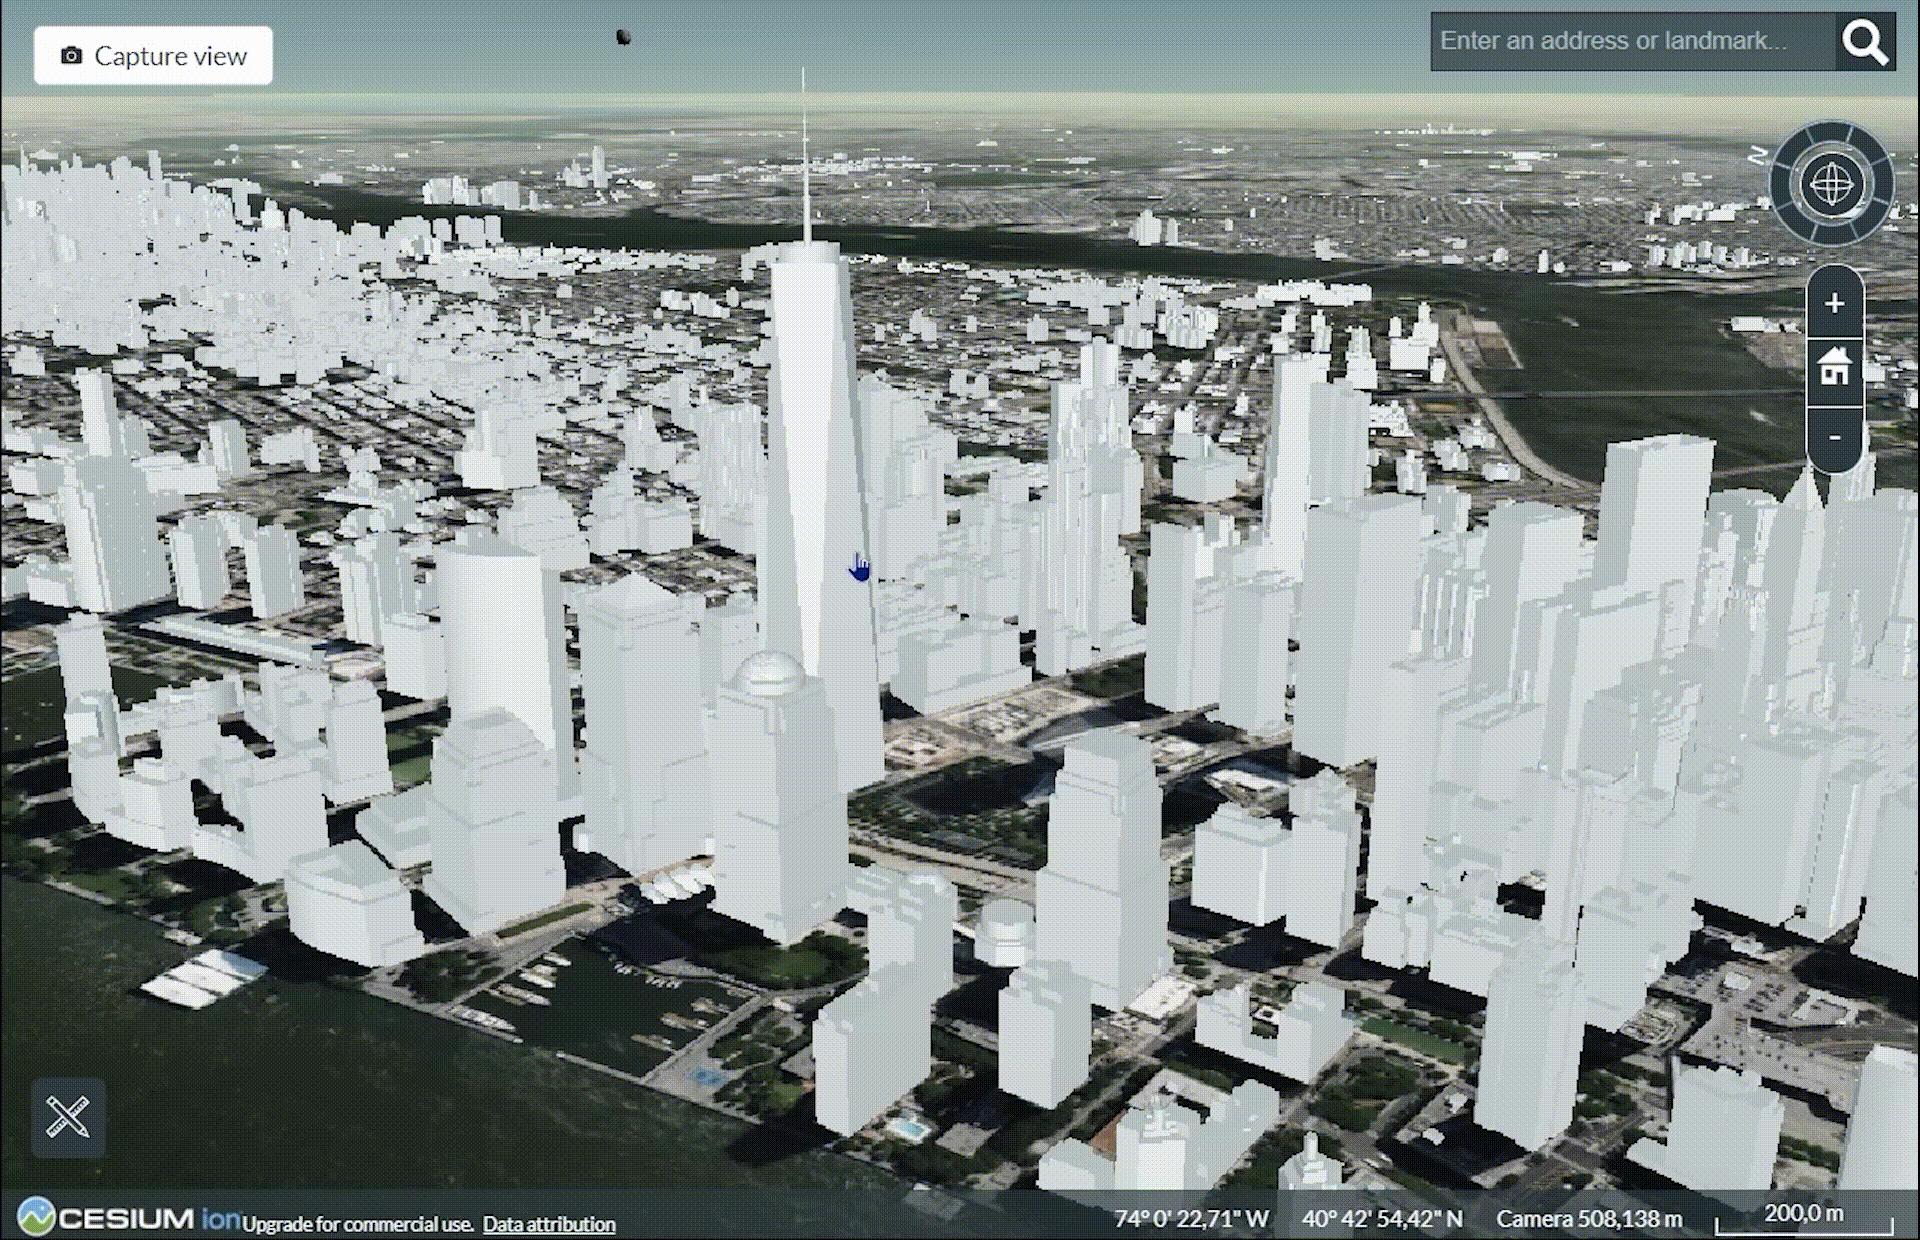 Capture view
Enter an address or landmark...
N
+
-
CESIUM ion Upgrade for commercial use. Data attribution
74° 0' 22,71" W 40° 42' 54,42" N Camera 508,138 m 200,0 m